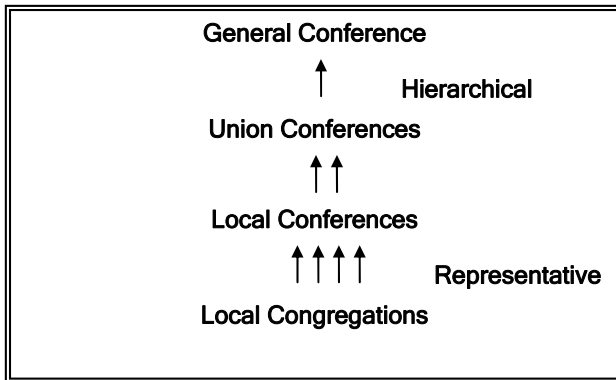 General Conference
Hierarchical
Union Conferences
Local Conferences
Representative
Local Congregations